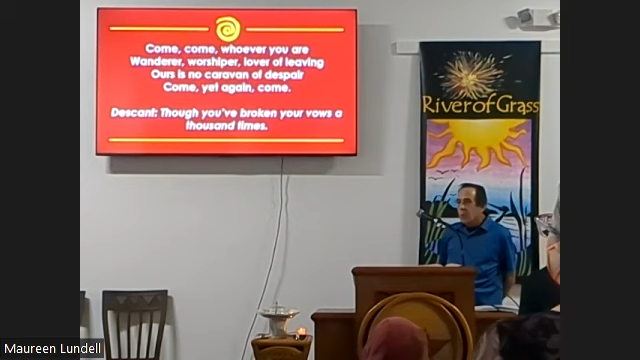 Come, come, whoever you are
Wanderer, worshiper, lover of leaving
Ours is no caravan of despair
Come, yet again, come.
Descant: Though you've broken your vows a
thousand times.
River of Grass
Maureen Lundell